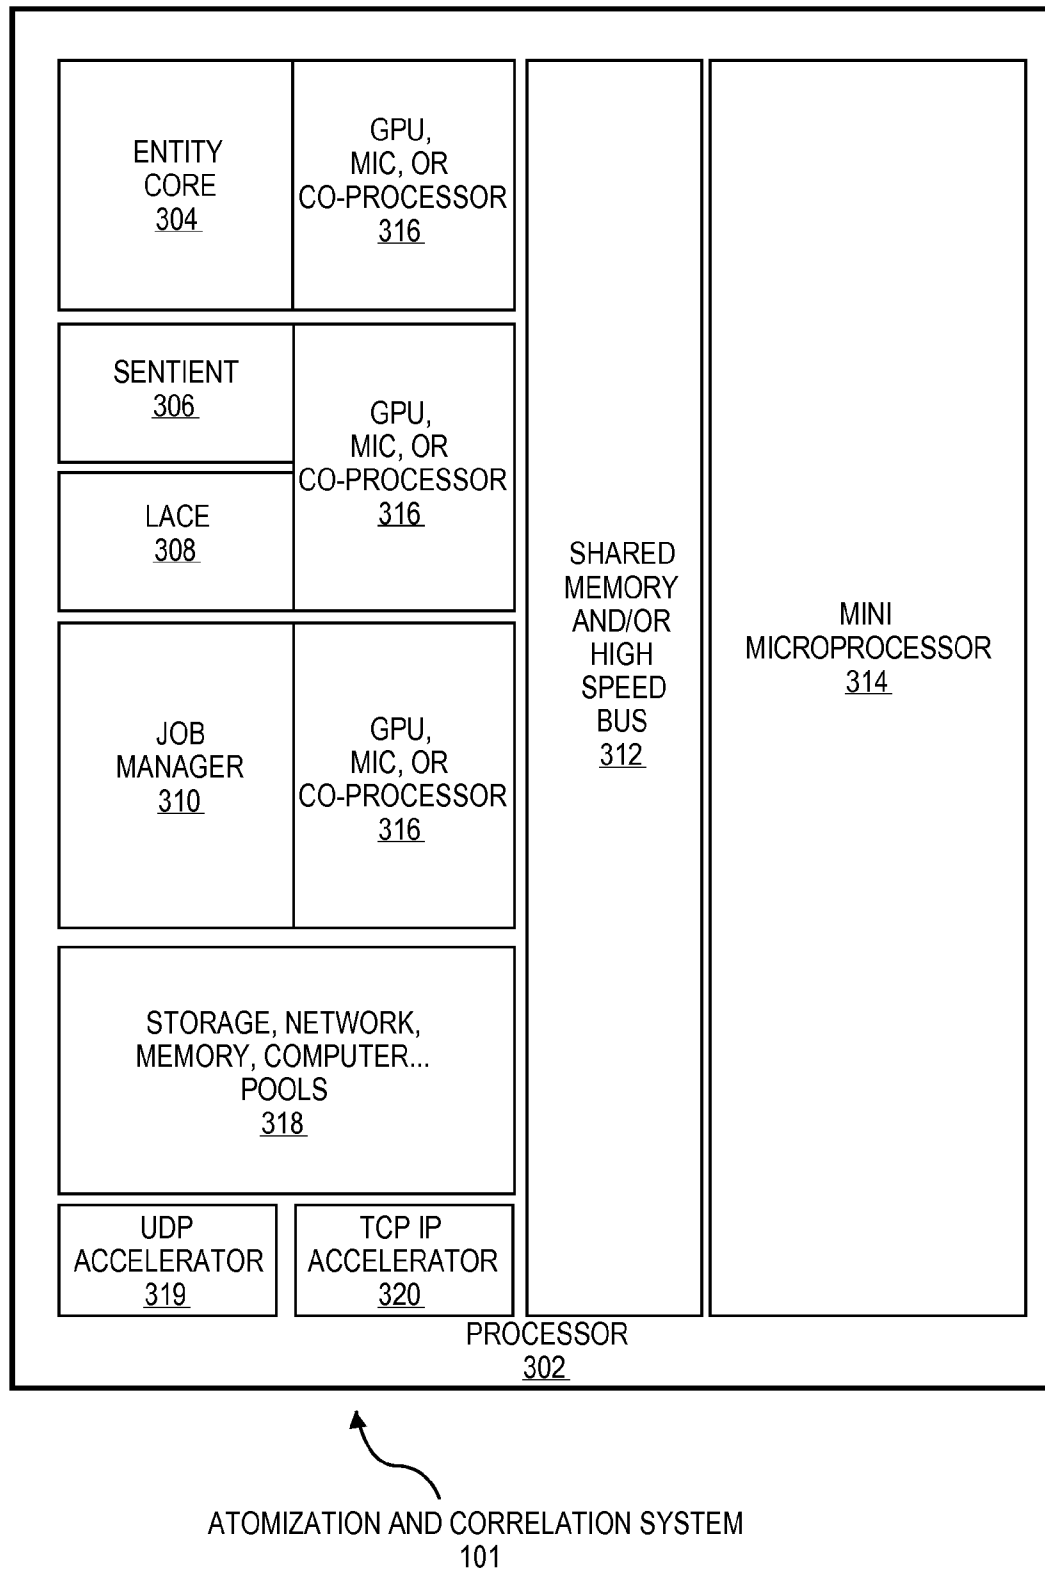 ENTITY
CORE
304
GPU,
MIC, OR
CO-PROCESSOR
316
SENTIENT
306
GPU,
MIC, OR
CO-PROCESSOR
316
LACE
308
JOB
MANAGER
310
GPU,
MIC, OR
CO-PROCESSOR
316
STORAGE, NETWORK,
MEMORY, COMPUTER...
POOLS
318
UDP
ACCELERATOR
319
TCP IP
ACCELERATOR
320
SHARED
MEMORY
AND/OR
HIGH
SPEED
BUS
312
MINI
MICROPROCESSOR
314
PROCESSOR
302
ATOMIZATION AND CORRELATION SYSTEM
101